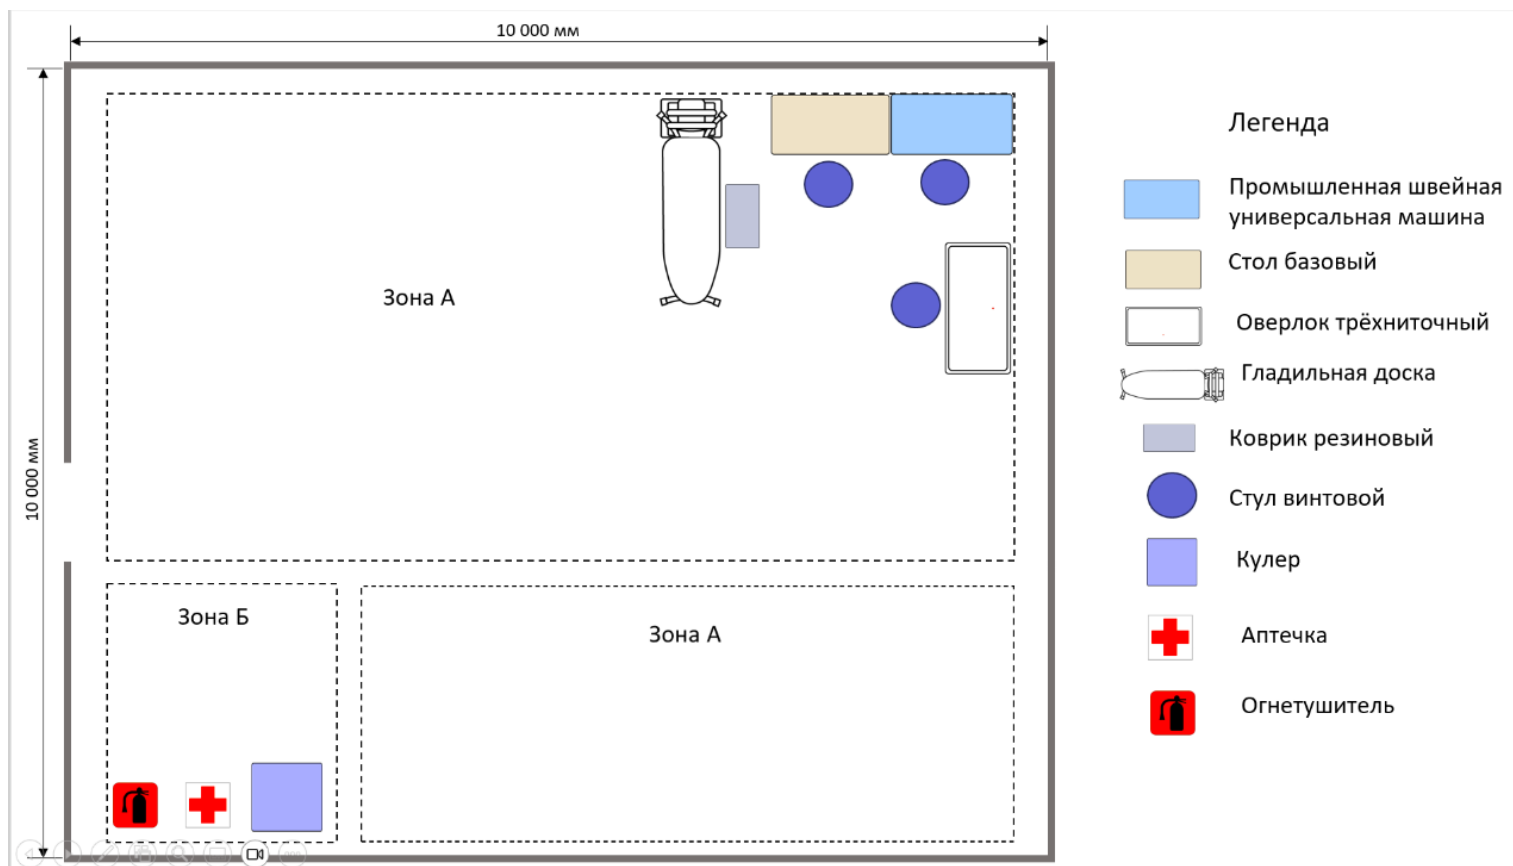 10 000 мм
10 000 мм
Зона А
Зона Б
Зона А
Легенда
Промышленная швейная
универсальная машина
Стол базовый
Оверлок трёхниточный
Гладильная доска
Коврик резиновый
Стул винтовой
Кулер
Аптечка
Огнетушитель